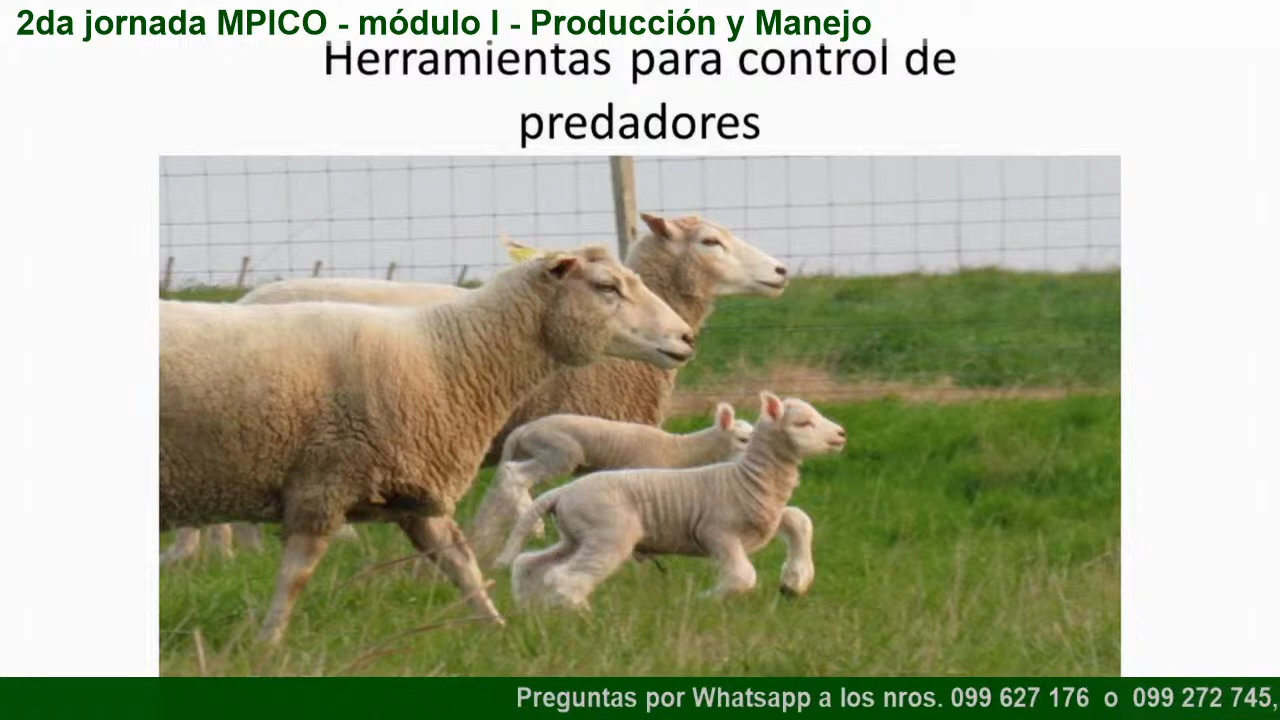 2da jornada MPICO - módulo I - Producción y Manejo
Herramientas para control de
predadores
Preguntas por Whatsapp a los nros. 099 627 176 o 099 272 745,